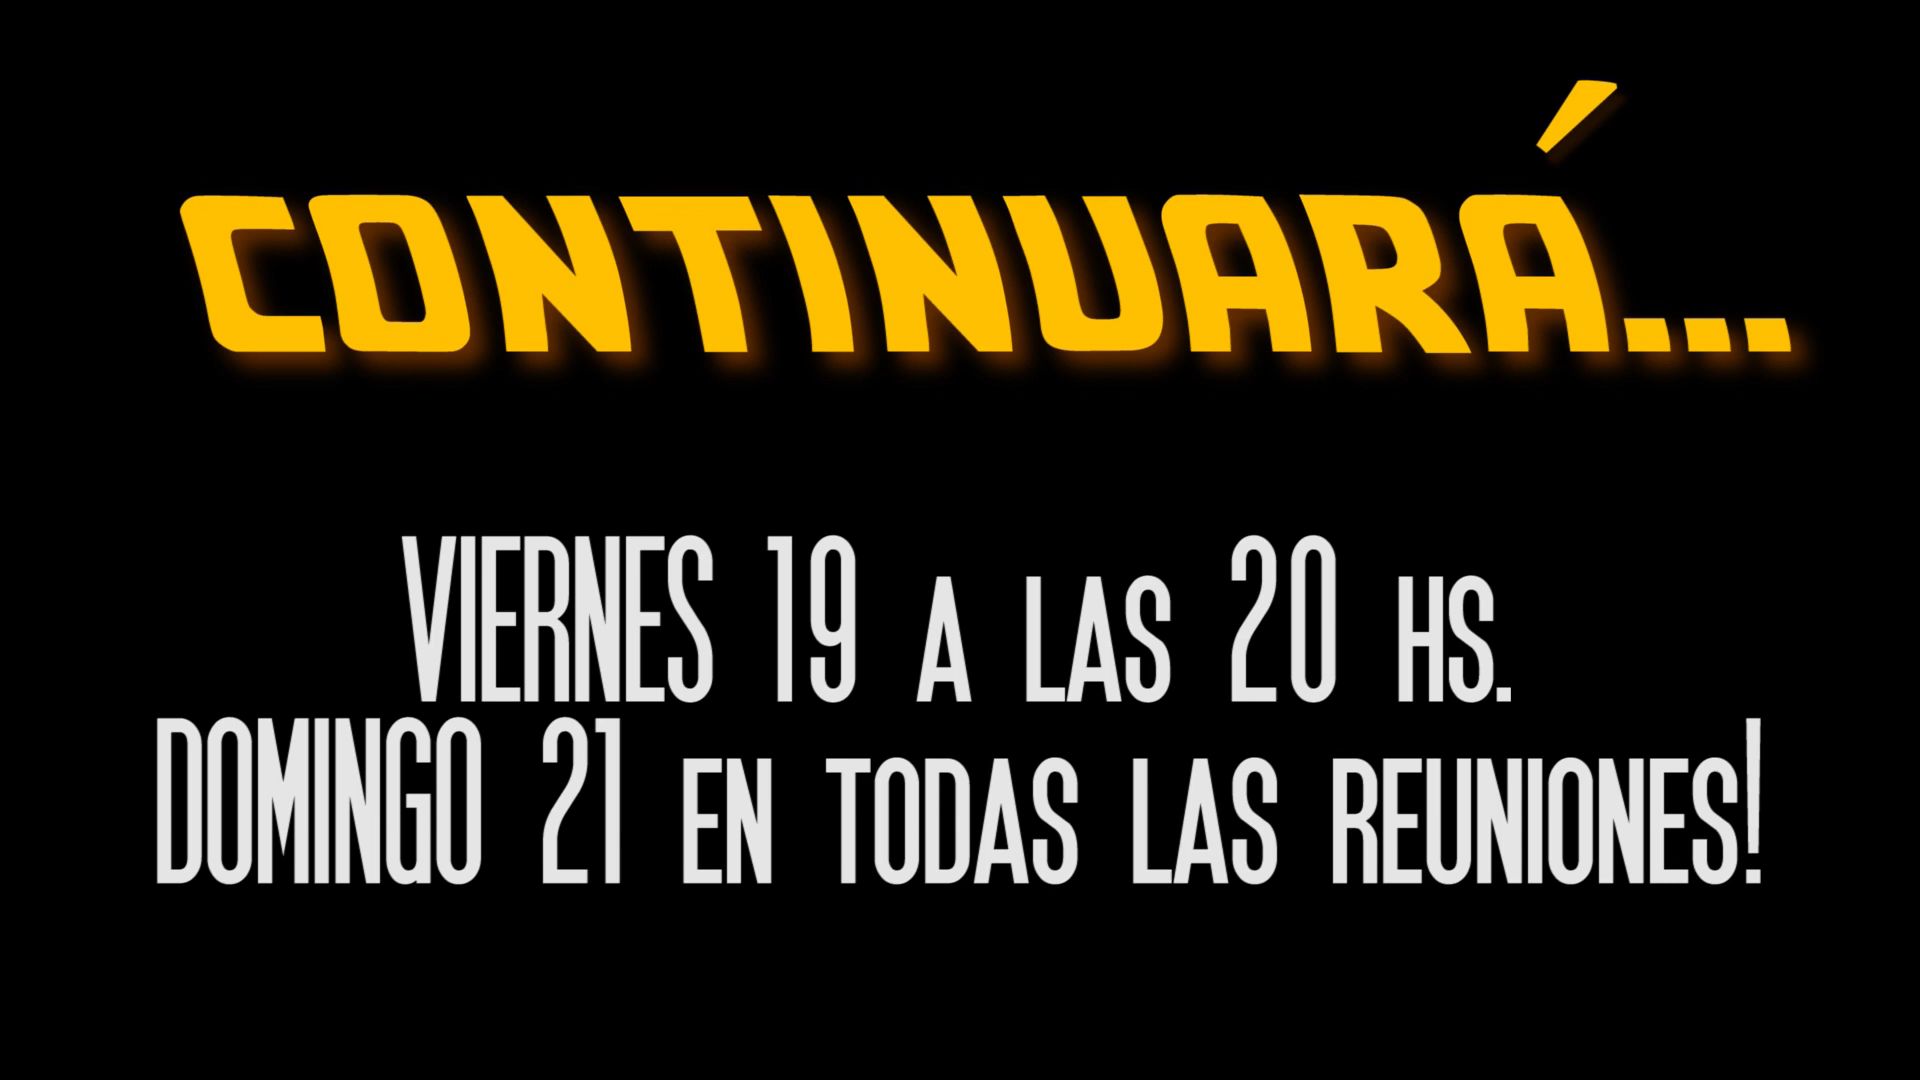 CONTINUARÁ...
VIERNES 19 A LAS 20 HS.
DOMINGO 21 EN TODAS LAS REUNIONES!